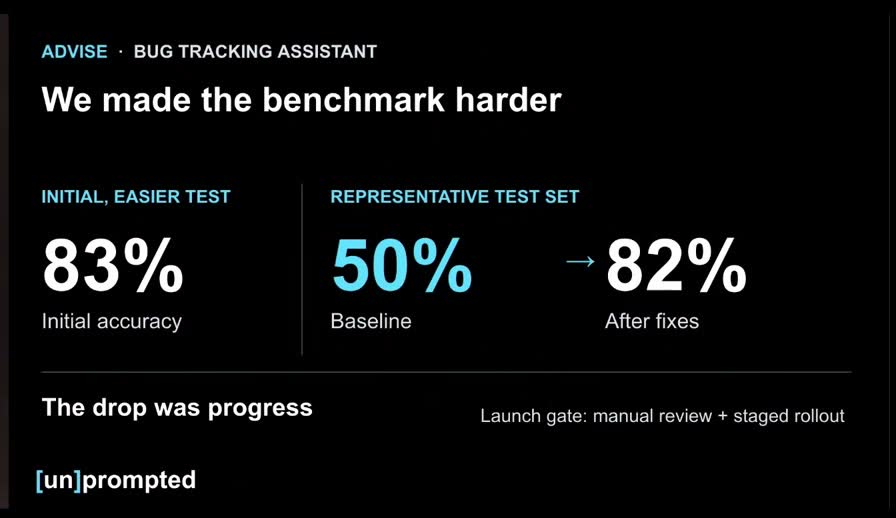 ADVISE · BUG TRACKING ASSISTANT
We made the benchmark harder
INITIAL, EASIER TEST
83%
Initial accuracy
REPRESENTATIVE TEST SET
50%
Baseline
→ 82%
After fixes
The drop was progress
Launch gate: manual review + staged rollout
[un]prompted